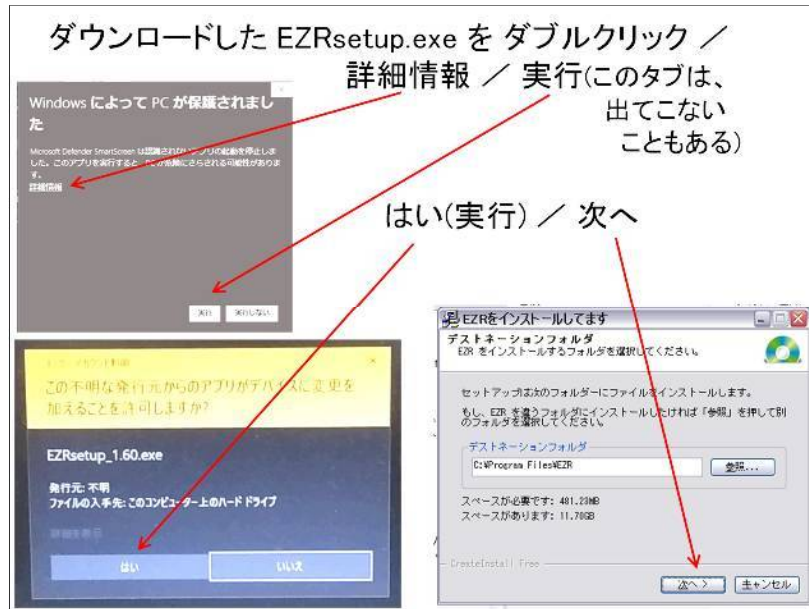 ダウンロードした EZRsetup.exe を ダブルクリック ／
詳細情報 ／ 実行(このタブは、
出てこない
こともある)
Windows によって PC が保護されまし
た
Microsoft Defender SmartScreen は認識されないアプリの起動を停止しま
した。このアプリを実行すると、PC が危険にさらされる可能性がありま
す。
詳細情報
実行 実行しない
はい(実行) ／ 次へ
ユーザーアカウント制御
この不明な発行元からのアプリがデバイスに変更を
加えることを許可しますか?
EZRsetup_1.60.exe
発行元: 不明
ファイルの入手先: このコンピューター上のハード ドライブ
詳細を表示
はい いいえ
EZRをインストールしてます
デストネーションフォルダ
EZR をインストールするフォルダを選択してください。
セットアップは次のフォルダーにファイルをインストールします。
もし、EZR を違うフォルダにインストールしたければ「参照」を押して別
のフォルダを選択してください。
デストネーションフォルダ
C:¥Program Files¥EZR 参照...
スペースが必要です: 481.23MB
スペースがあります: 11.70GB
CreateInstall Free
次へ > キャンセル